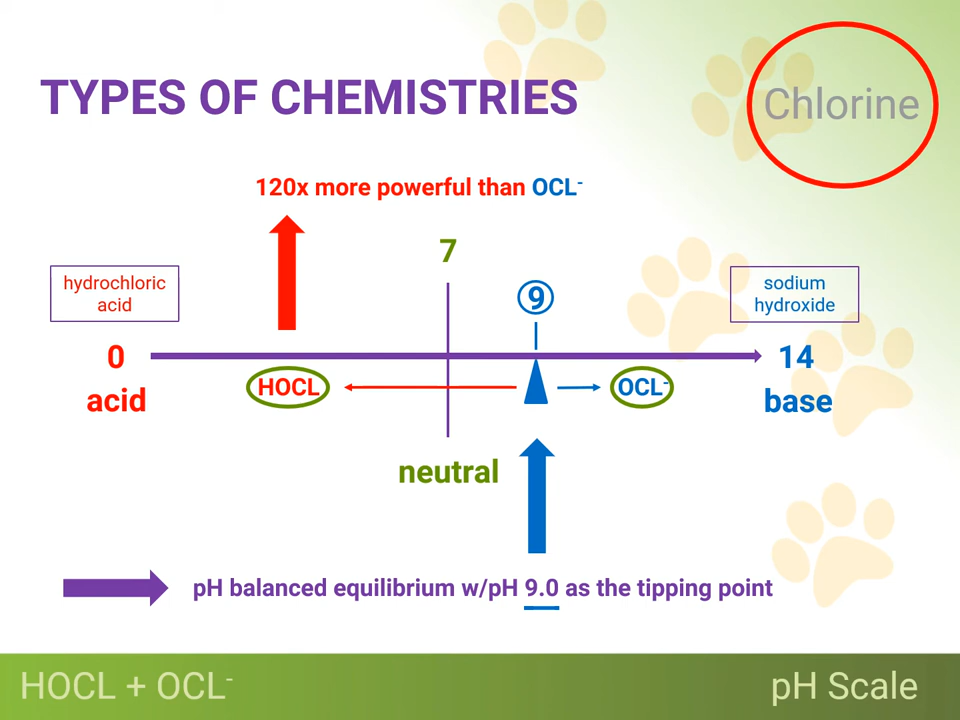 TYPES OF CHEMISTRIES
Chlorine
120x more powerful than OCL⁻
7
hydrochloric
acid
9
sodium
hydroxide
0
14
HOCL
OCL⁻
acid
base
neutral
pH balanced equilibrium w/pH 9.0 as the tipping point
HOCL + OCL⁻
pH Scale